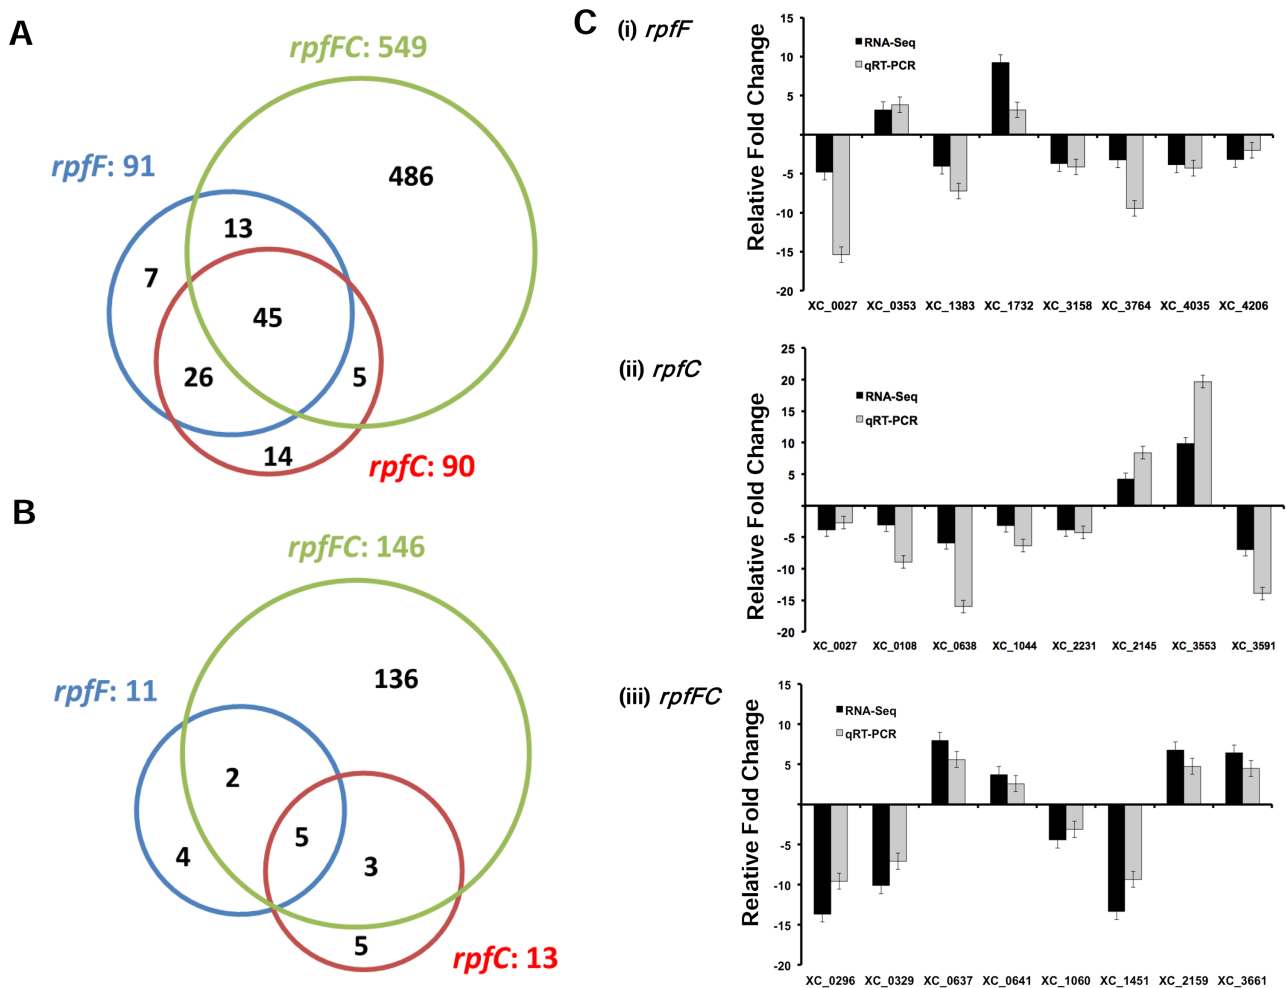 A
rpfFC: 549
rpfF: 91
486
13
7
45
26
5
14
rpfC: 90
B
rpfFC: 146
rpfF: 11
136
2
5
4
3
5
rpfC: 13
C
(i) rpfF
Relative Fold Change
15
10
5
-5
-10
-15
-20
RNA-Seq
qRT-PCR
XC_0027 XC_0353 XC_1383 XC_1732 XC_3158 XC_3764 XC_4035 XC_4206
(ii) rpfC
Relative Fold Change
25
20
15
10
5
-5
-10
-15
-20
RNA-Seq
qRT-PCR
XC_0027 XC_0108 XC_0638 XC_1044 XC_2231 XC_2145 XC_3553 XC_3591
(iii) rpfFC
Relative Fold Change
15
10
5
-5
-10
-15
-20
RNA-Seq
qRT-PCR
XC_0296 XC_0329 XC_0637 XC_0641 XC_1060 XC_1451 XC_2159 XC_3661